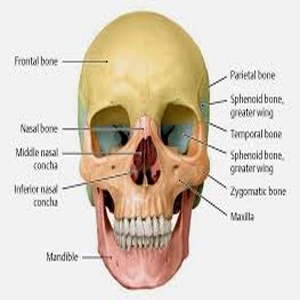 Frontal bone
Nasal bone
Middle nasal
concha
Inferior nasal
concha
Mandible
Parietal bone
Sphenoid bone,
greater wing
Temporal bone
Sphenoid bone,
greater wing
Zygomatic bone
Maxilla